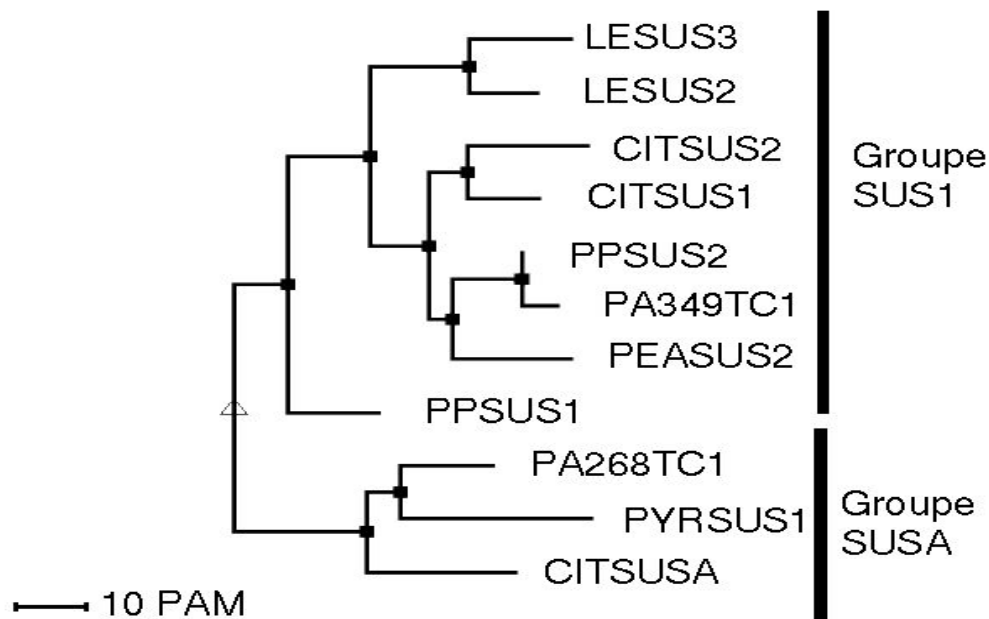 LESUS3
LESUS2
CITSUS2
CITSUS1
PPSUS2
PA349TC1
PEASUS2
PPSUS1
Groupe
SUS1
PA268TC1
PYRSUS1
CITSUSA
Groupe
SUSA
10 PAM